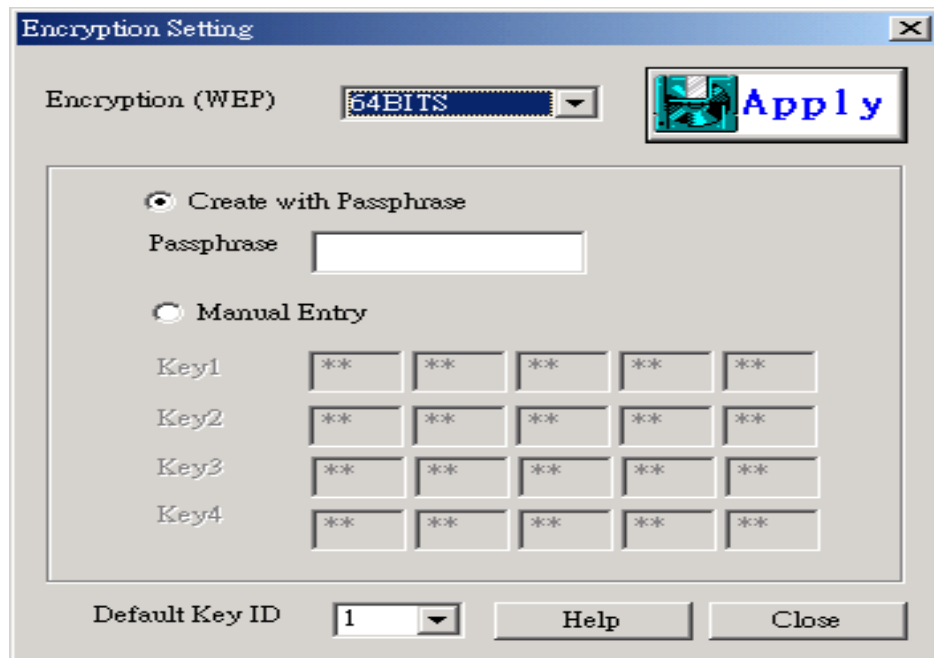 Encryption Setting
Encryption (WEP) 64BITS Apply
Create with Passphrase
Passphrase
Manual Entry
Key1 ** ** ** ** **
Key2 ** ** ** ** **
Key3 ** ** ** ** **
Key4 ** ** ** ** **
Default Key ID 1 Help Close